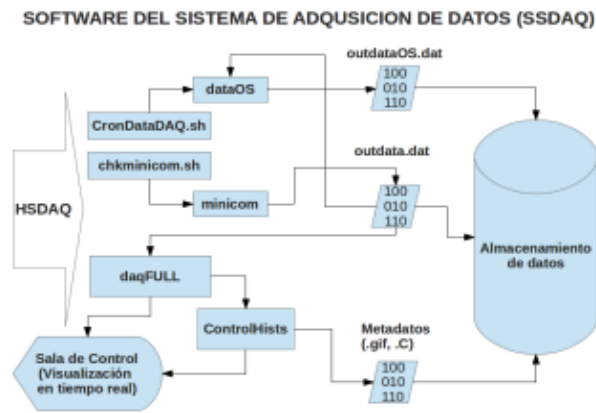 SOFTWARE DEL SISTEMA DE ADQUSICION DE DATOS (SSDAQ)
outdataOS.dat
100
010
110
dataOS
CronDataDAQ.sh
chkminicom.sh
outdata.dat
100
010
110
minicom
HSDAQ
Almacenamiento
de datos
daqFULL
ControlHists
Metadatos
(.gif, .C)
100
010
110
Sala de Control
(Visualización
en tiempo real)